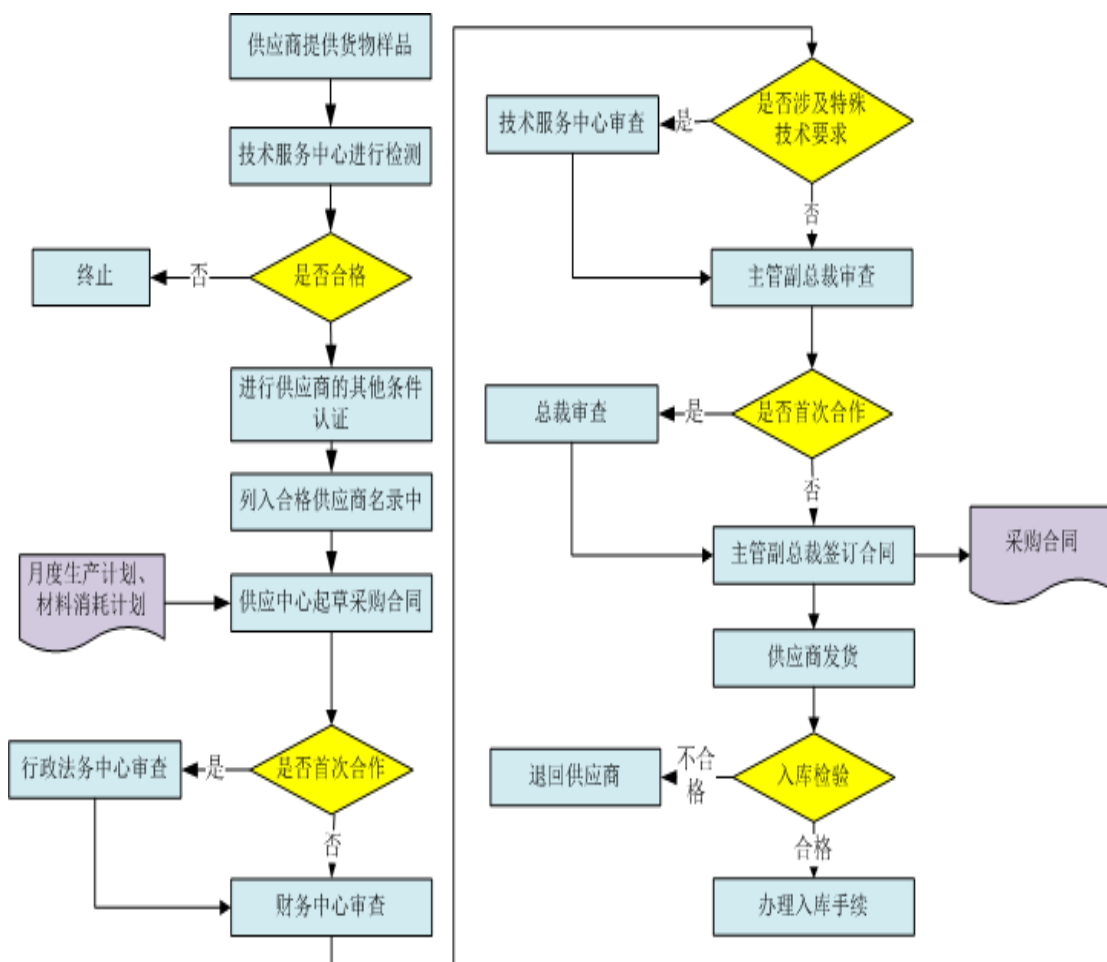 供应商提供货物样品
技术服务中心进行检测
是否合格
否
终止
进行供应商的其他条件
认证
列入合格供应商名录中
月度生产计划、
材料消耗计划
供应中心起草采购合同
是否首次合作
是
行政法务中心审查
否
财务中心审查
是否涉及特殊
技术要求
是
技术服务中心审查
否
主管副总裁审查
是否首次合作
是
总裁审查
否
主管副总裁签订合同
采购合同
供应商发货
入库检验
不合
格
退回供应商
合格
办理入库手续